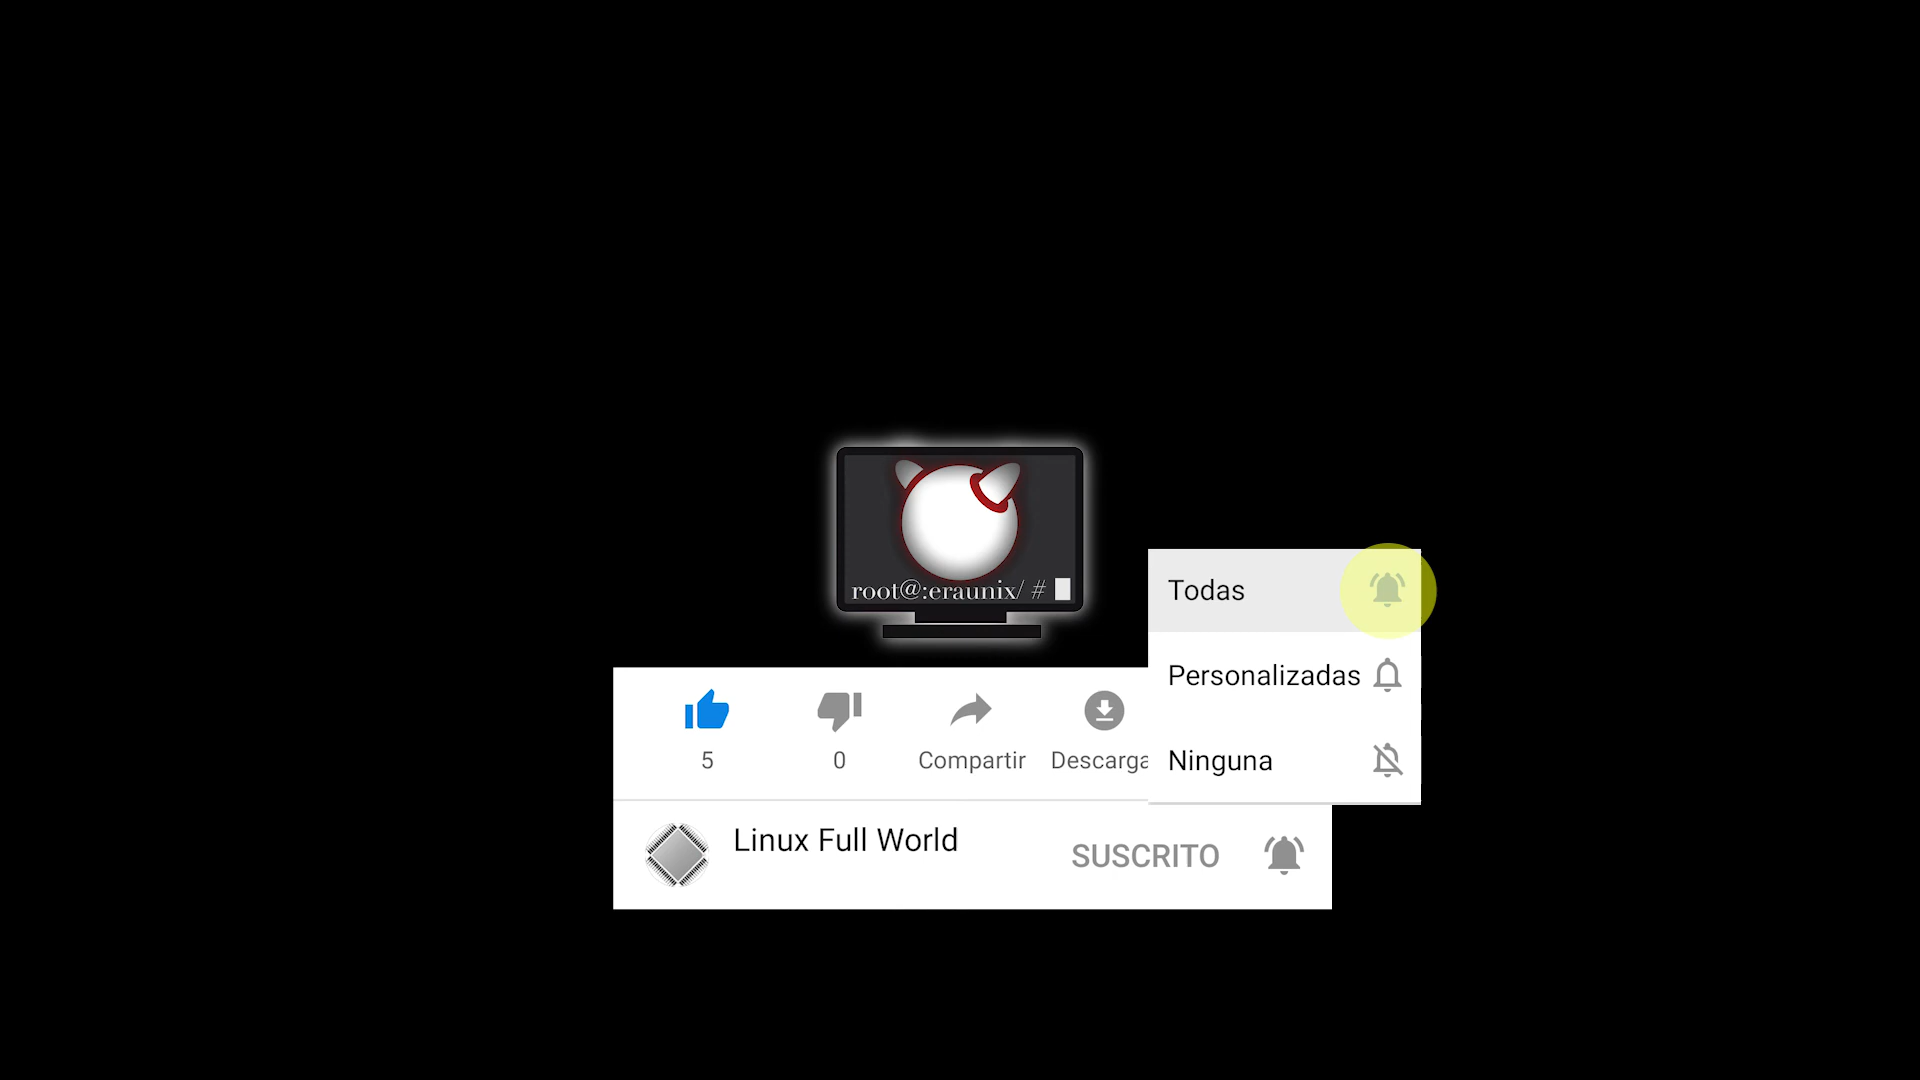 root@:eraunix/ #
Todas
Personalizadas
Ninguna
5
0
Compartir
Descarga
Linux Full World
SUSCRITO